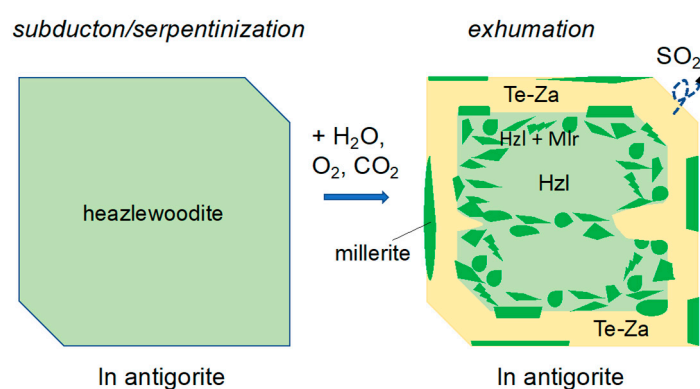 subducton/serpentinization
exhumation
SO₂
Te-Za
+ H₂O,
O₂, CO₂
Hzl + Mlr
Hzl
heazlewoodite
millerite
Te-Za
In antigorite
In antigorite